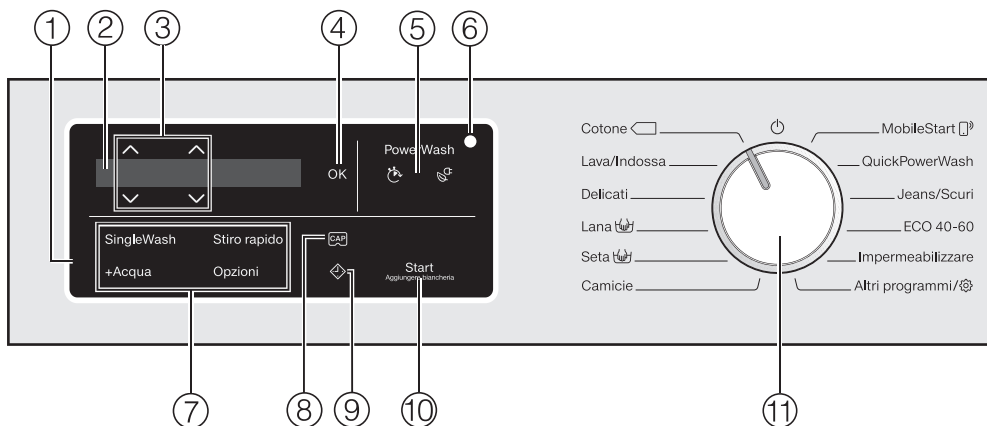 ① ② ③ ④ ⑤ ⑥
PowerWash
OK
SingleWash Stiro rapido
CAP
+Acqua Opzioni
Start
Aggiungere biancheria
⑦ ⑧ ⑨ ⑩ ⑪
Cotone
Lava/Indossa
Delicati
Lana
Seta
Camicie
MobileStart
QuickPowerWash
Jeans/Scuri
ECO 40-60
Impermeabilizzare
Altri programmi/